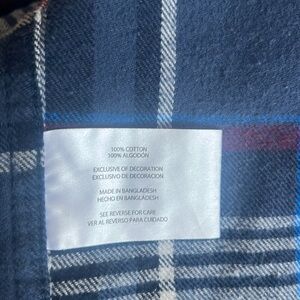 100% COTTON
100% ALGODÓN
EXCLUSIVE OF DECORATION
EXCLUSIVO DE DECORACION
MADE IN BANGLADESH
HECHO EN BANGLADESH
SEE REVERSE FOR CARE
VER AL REVERSO PARA CUIDADO